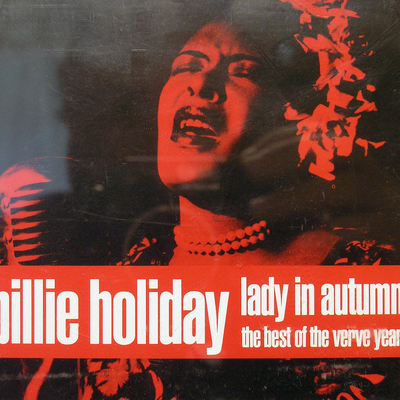 billie holiday
lady in autumn
the best of the verve year